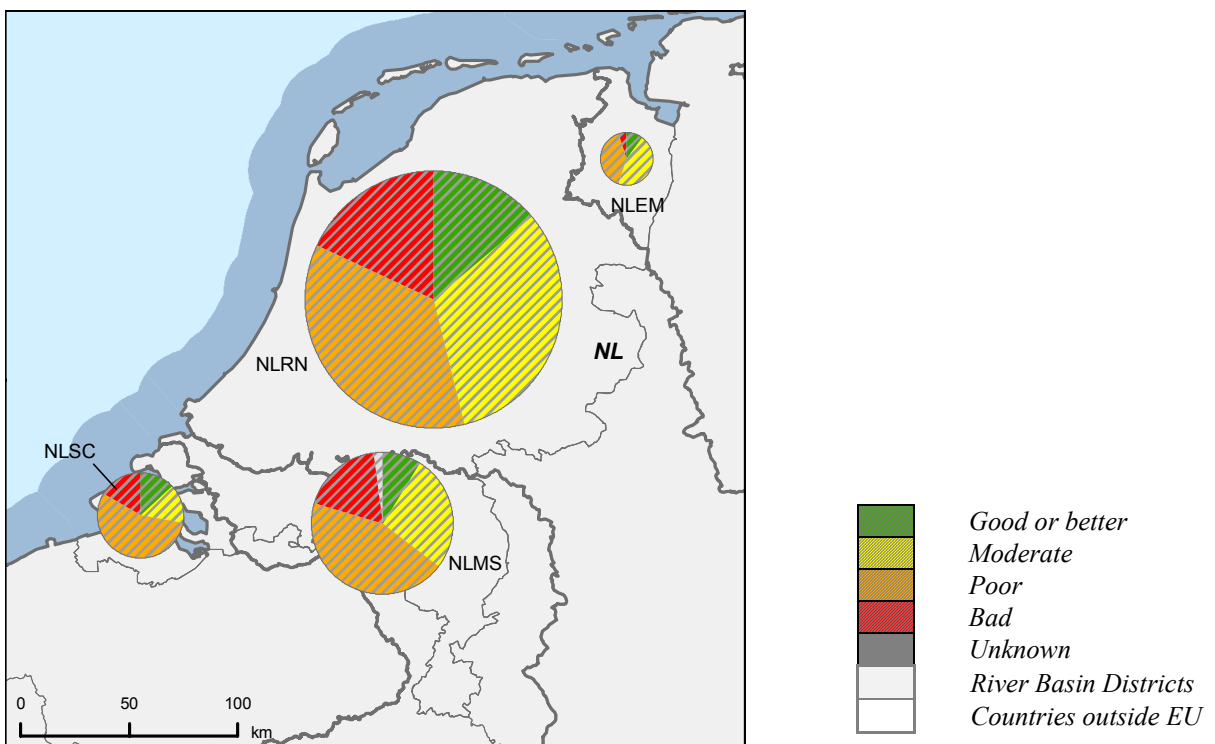 NLEM
NL
NLRN
NLSC
NLMS
0 50 100
km
Good or better
Moderate
Poor
Bad
Unknown
River Basin Districts
Countries outside EU